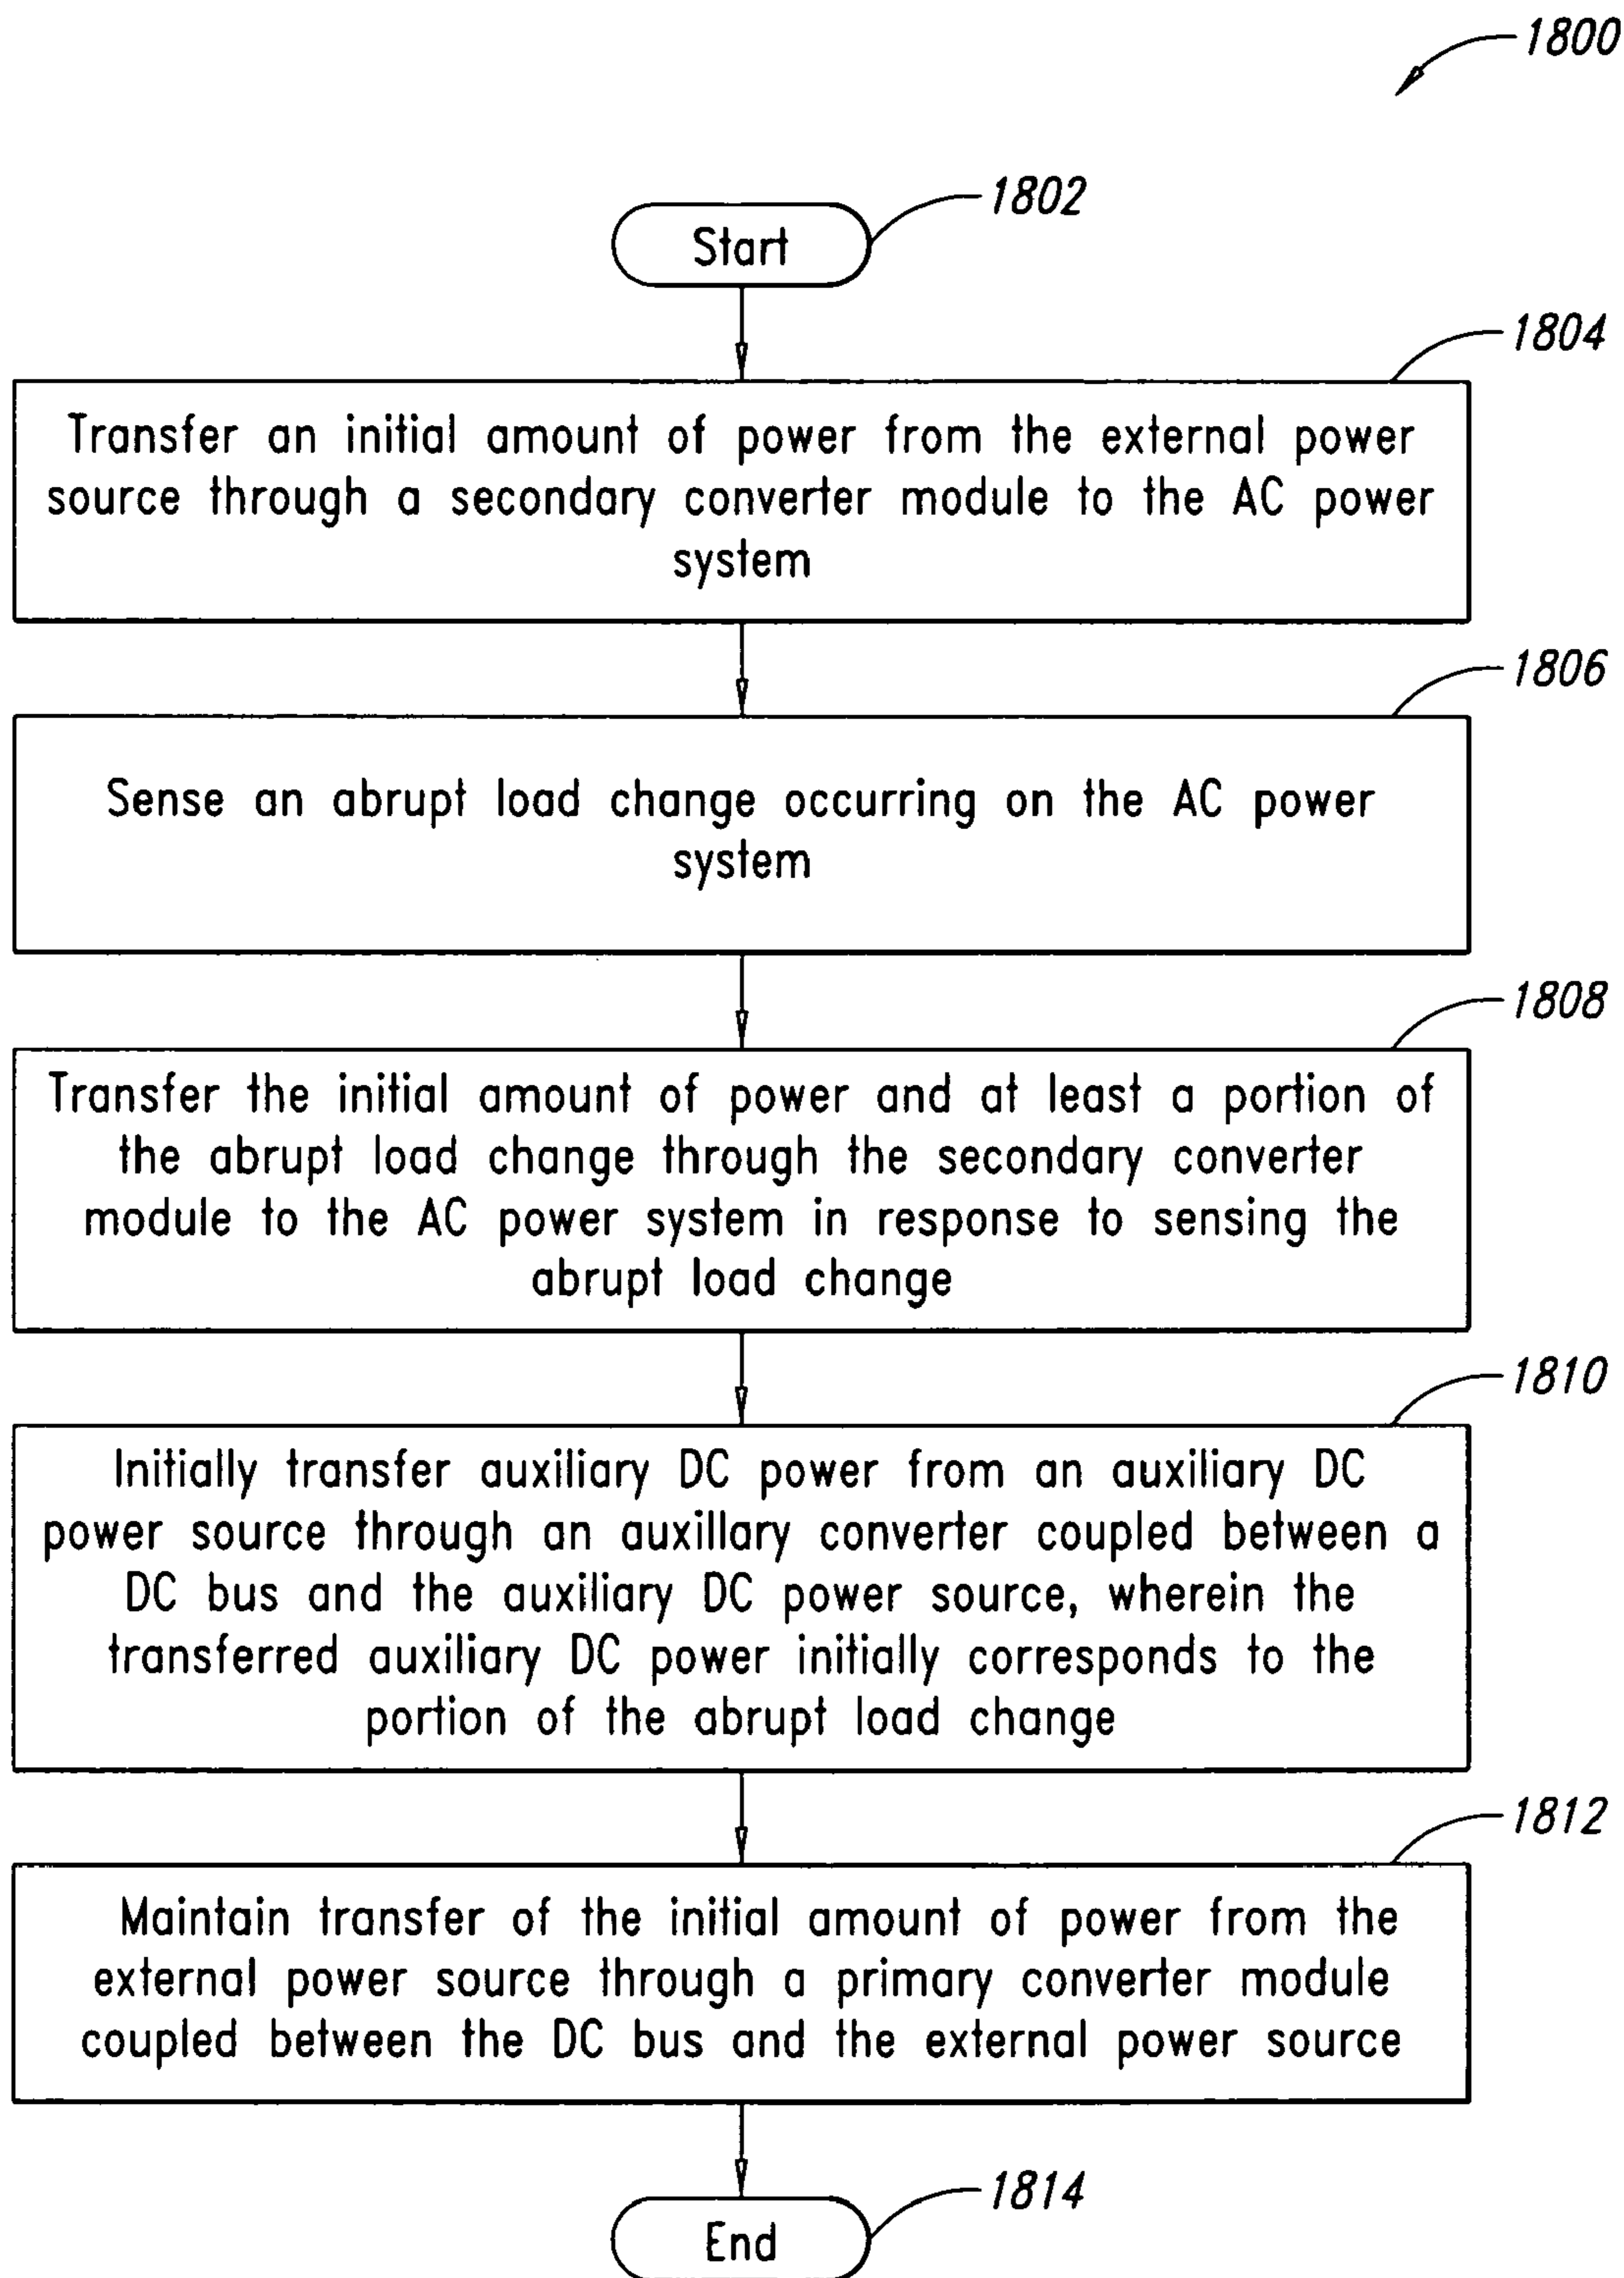 1800
1802
Start
1804
Transfer an initial amount of power from the external power
source through a secondary converter module to the AC power
system
1806
Sense an abrupt load change occurring on the AC power
system
1808
Transfer the initial amount of power and at least a portion of
the abrupt load change through the secondary converter
module to the AC power system in response to sensing the
abrupt load change
1810
Initially transfer auxiliary DC power from an auxiliary DC
power source through an auxillary converter coupled between a
DC bus and the auxiliary DC power source, wherein the
transferred auxiliary DC power initially corresponds to the
portion of the abrupt load change
1812
Maintain transfer of the initial amount of power from the
external power source through a primary converter module
coupled between the DC bus and the external power source
1814
End